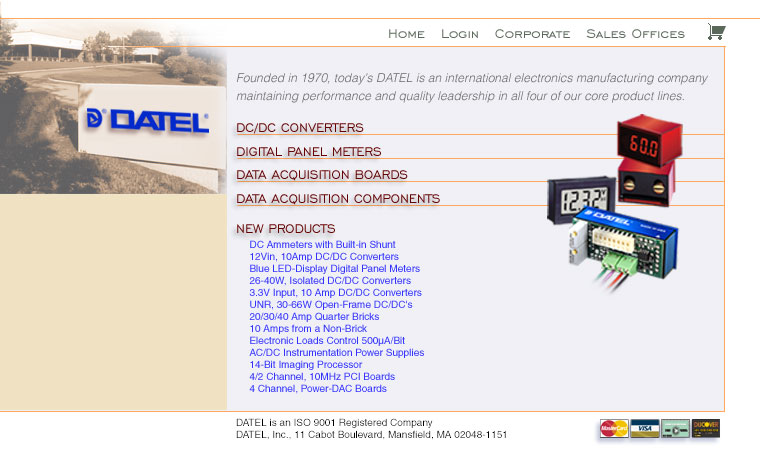 Home Login Corporate Sales Offices
DATEL
Founded in 1970, today's DATEL is an international electronics manufacturing company
maintaining performance and quality leadership in all four of our core product lines.
DC/DC CONVERTERS
DIGITAL PANEL METERS
DATA ACQUISITION BOARDS
DATA ACQUISITION COMPONENTS
60.0
12.32 V
DATEL
NEW PRODUCTS
DC Ammeters with Built-in Shunt
12Vin, 10Amp DC/DC Converters
Blue LED-Display Digital Panel Meters
26-40W, Isolated DC/DC Converters
3.3V Input, 10 Amp DC/DC Converters
UNR, 30-66W Open-Frame DC/DC's
20/30/40 Amp Quarter Bricks
10 Amps from a Non-Brick
Electronic Loads Control 500µA/Bit
AC/DC Instrumentation Power Supplies
14-Bit Imaging Processor
4/2 Channel, 10MHz PCI Boards
4 Channel, Power-DAC Boards
DATEL is an ISO 9001 Registered Company
DATEL, Inc., 11 Cabot Boulevard, Mansfield, MA 02048-1151
MasterCard VISA DISCOVER